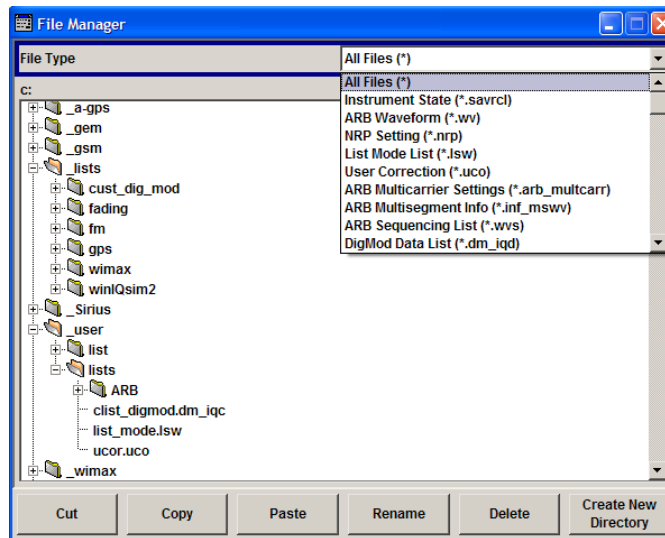 File Manager
File Type
All Files (*)
c:
All Files (*)
Instrument State (*.savrcl)
ARB Waveform (*.wv)
NRP Setting (*.nrp)
List Mode List (*.lsw)
User Correction (*.uco)
ARB Multicarrier Settings (*.arb_multcarr)
ARB Multisegment Info (*.inf_mswv)
ARB Sequencing List (*.wvs)
DigMod Data List (*.dm_iqd)
_a-gps
_gem
_gsm
_lists
cust_dig_mod
fading
fm
gps
wimax
winIQsim2
_Sirius
_user
list
lists
ARB
clist_digmod.dm_iqc
list_mode.lsw
ucor.uco
_wimax
Cut
Copy
Paste
Rename
Delete
Create New
Directory